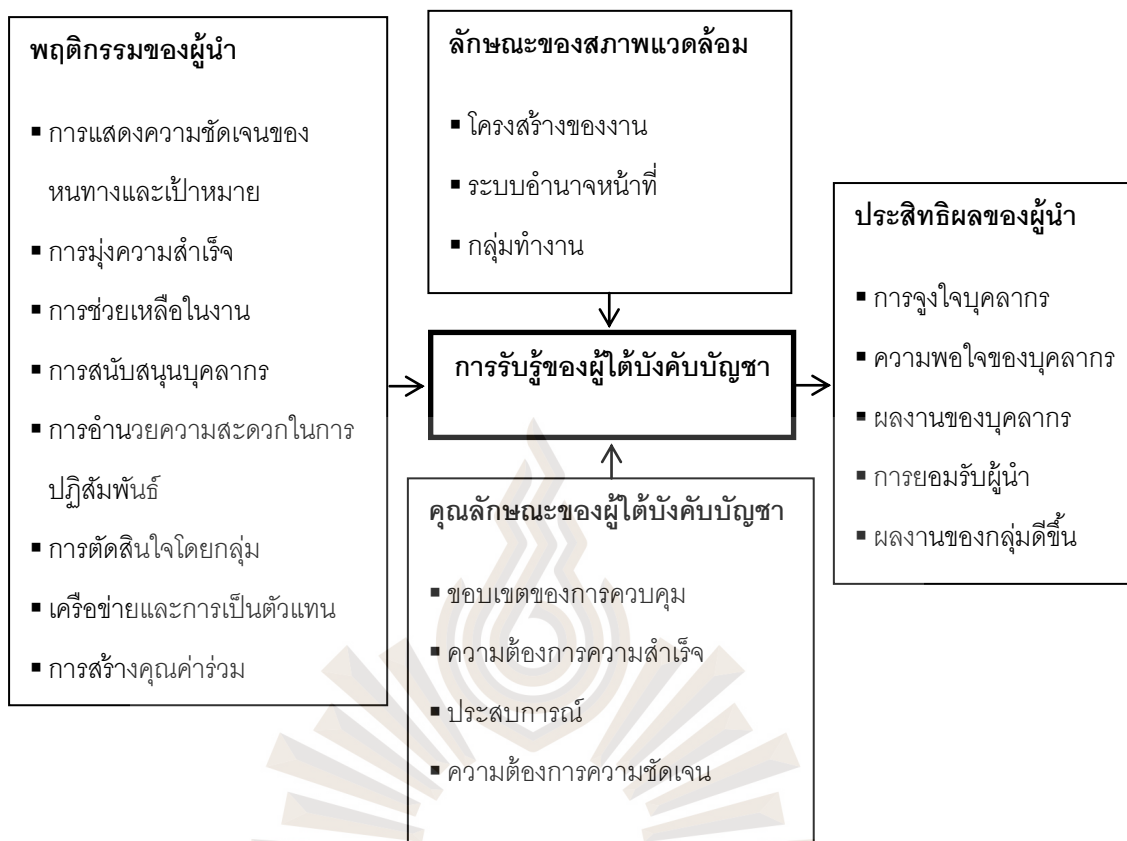 พฤติกรรมของผู้นำ
▪ การแสดงความชัดเจนของ
หนทางและเป้าหมาย
▪ การมุ่งความสำเร็จ
▪ การช่วยเหลือในงาน
▪ การสนับสนุนบุคลากร
▪ การอำนวยความสะดวกในการ
ปฏิสัมพันธ์
▪ การตัดสินใจโดยกลุ่ม
▪ เครือข่ายและการเป็นตัวแทน
▪ การสร้างคุณค่าร่วม
ลักษณะของสภาพแวดล้อม
▪ โครงสร้างของงาน
▪ ระบบอำนาจหน้าที่
▪ กลุ่มทำงาน
การรับรู้ของผู้ใต้บังคับบัญชา
คุณลักษณะของผู้ใต้บังคับบัญชา
▪ ขอบเขตของการควบคุม
▪ ความต้องการความสำเร็จ
▪ ประสบการณ์
▪ ความต้องการความชัดเจน
ประสิทธิผลของผู้นำ
▪ การจูงใจบุคลากร
▪ ความพอใจของบุคลากร
▪ ผลงานของบุคลากร
▪ การยอมรับผู้นำ
▪ ผลงานของกลุ่มดีขึ้น